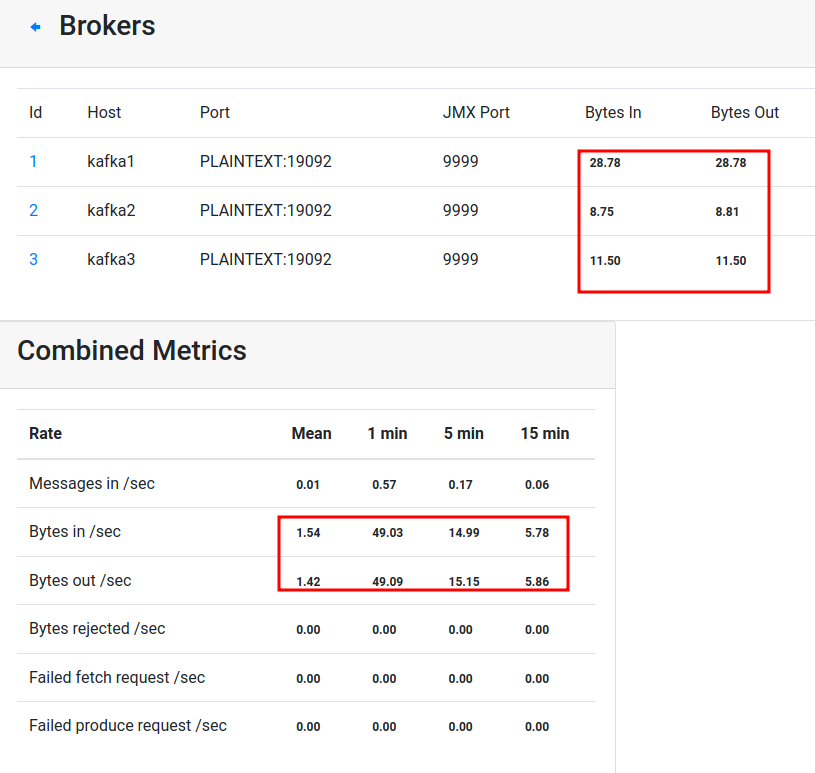 Brokers
Id Host Port JMX Port Bytes In Bytes Out
1 kafka1 PLAINTEXT:19092 9999 28.78 28.78
2 kafka2 PLAINTEXT:19092 9999 8.75 8.81
3 kafka3 PLAINTEXT:19092 9999 11.50 11.50
Combined Metrics
Rate Mean 1 min 5 min 15 min
Messages in /sec 0.01 0.57 0.17 0.06
Bytes in /sec 1.54 49.03 14.99 5.78
Bytes out /sec 1.42 49.09 15.15 5.86
Bytes rejected /sec 0.00 0.00 0.00 0.00
Failed fetch request /sec 0.00 0.00 0.00 0.00
Failed produce request /sec 0.00 0.00 0.00 0.00